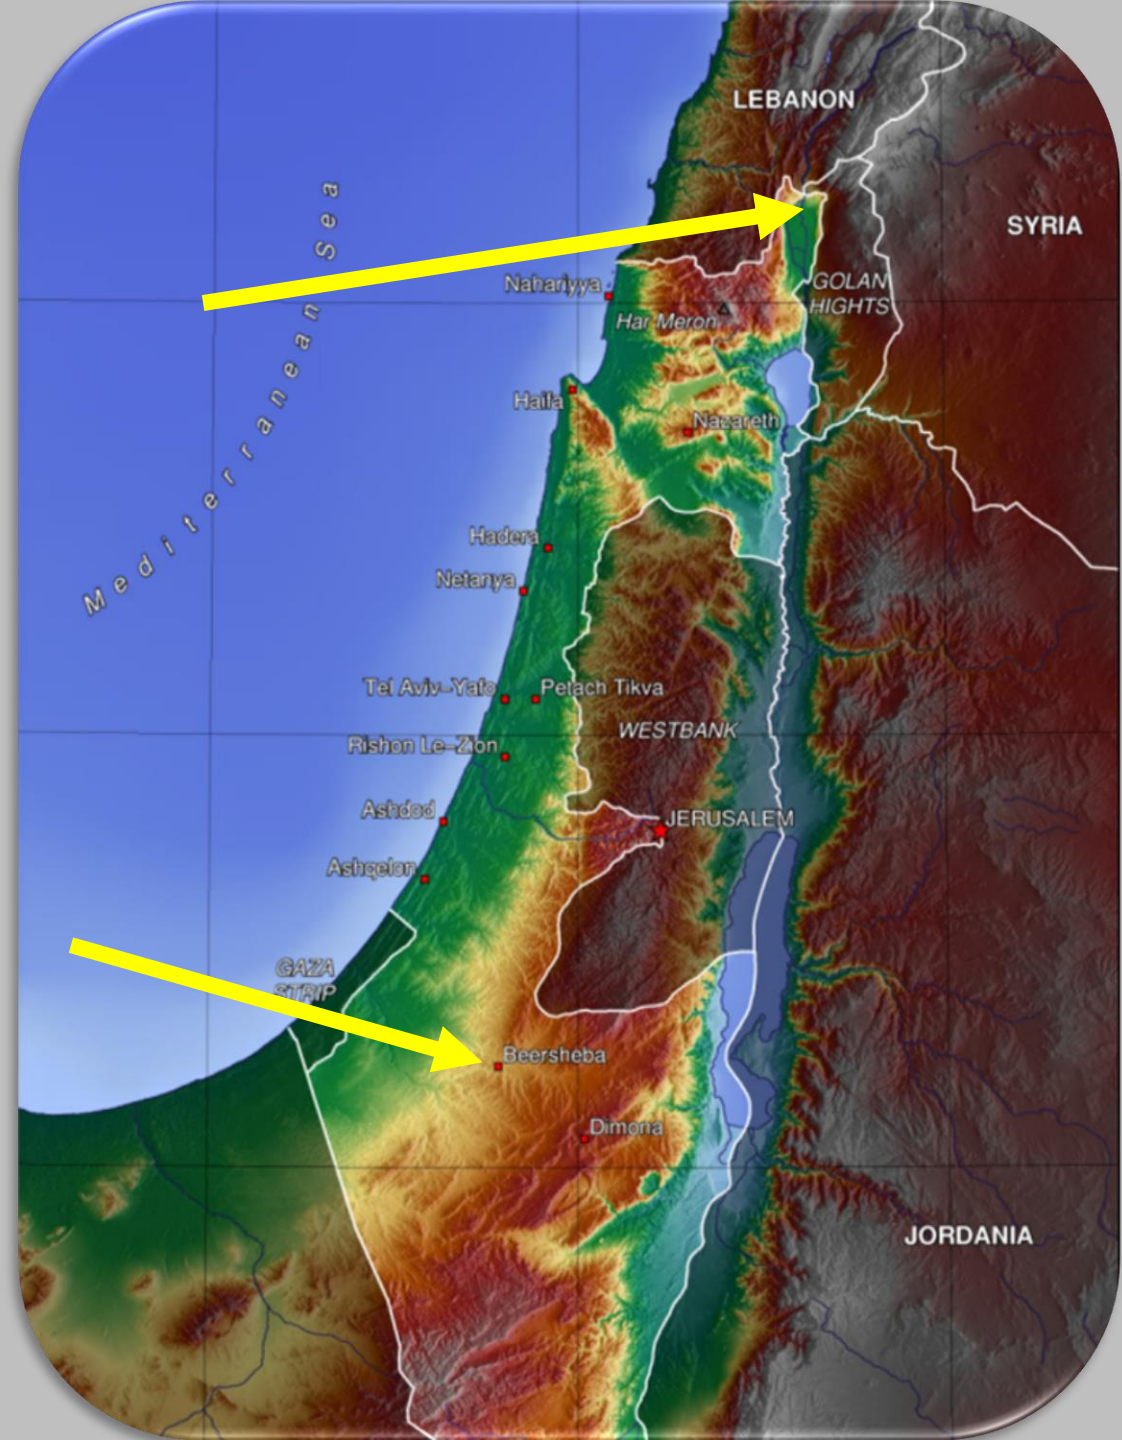 LEBANON
SYRIA
Mediterranean Sea
GOLAN
HIGHTS
Nahariyya
Har Meron
Haifa
Nazareth
Hadera
Netanya
Tel Aviv-Yafo
Petach Tikva
WESTBANK
Rishon Le-Zion
Ashdod
JERUSALEM
Ashqelon
GAZA
STRIP
Beersheba
Dimona
JORDANIA